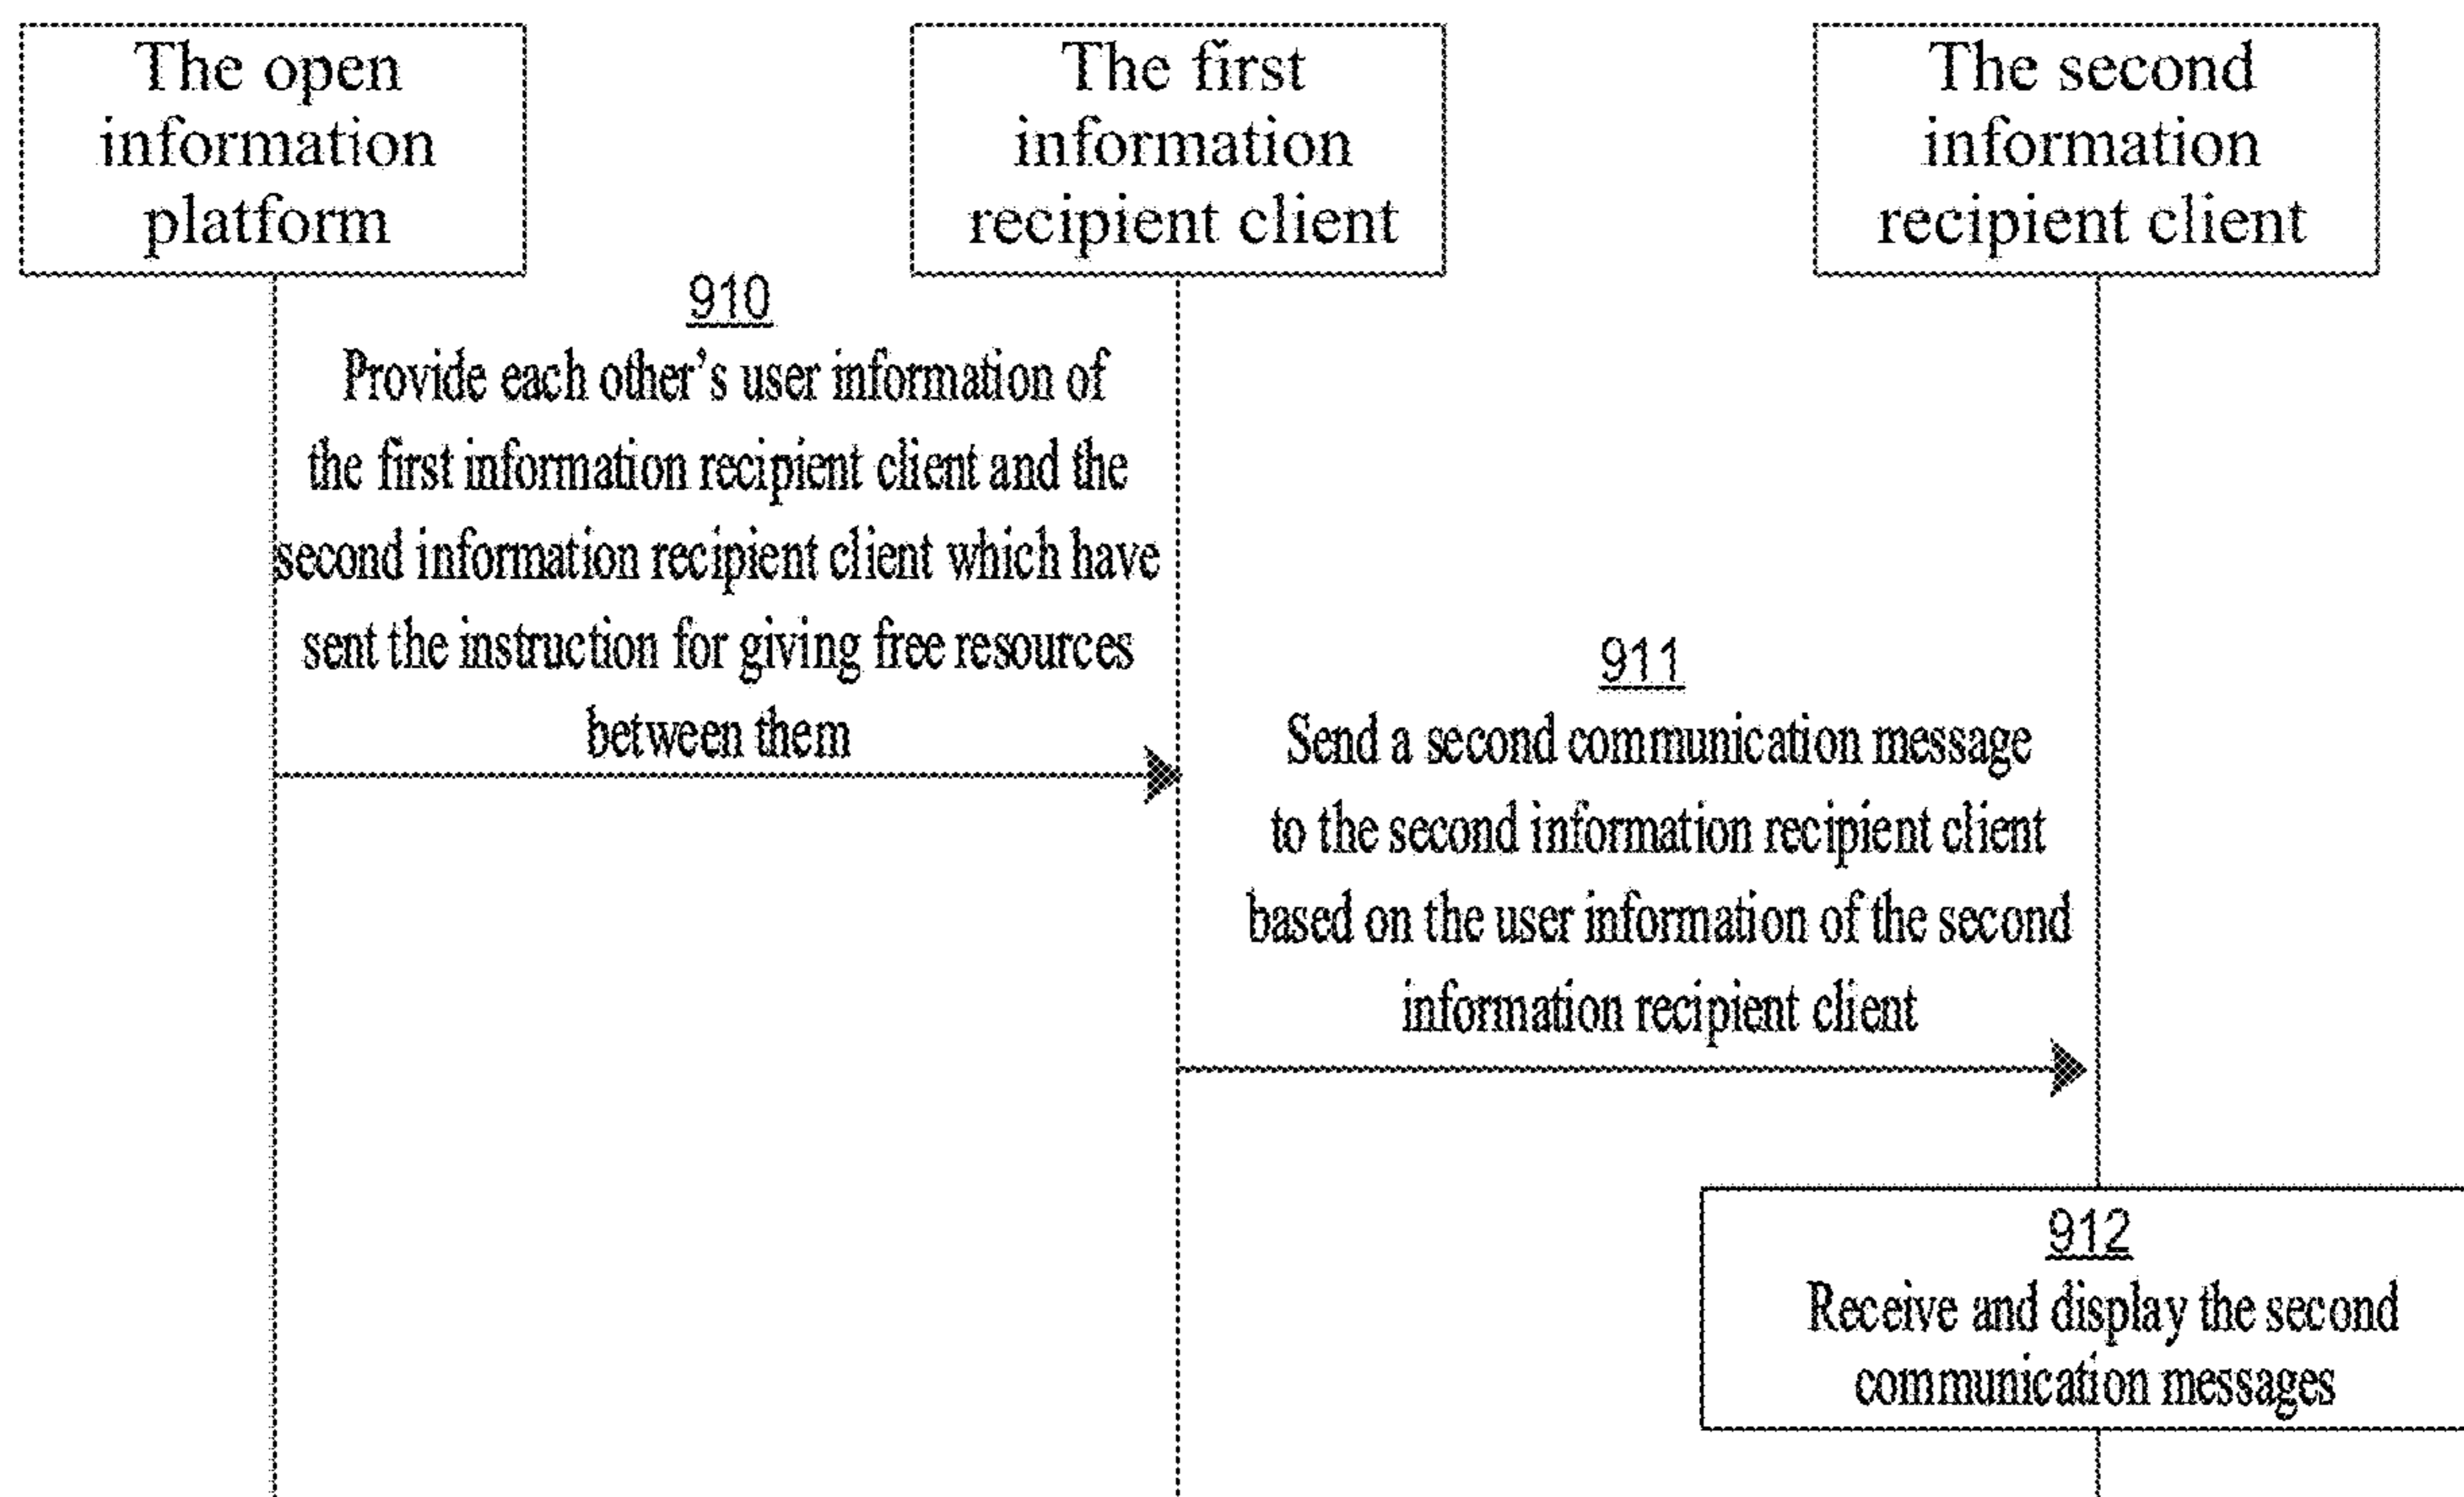 The open
information
platform
The first
information
recipient client
The second
information
recipient client
910
Provide each other's user information of
the first information recipient client and the
second information recipient client which have
sent the instruction for giving free resources
between them
911
Send a second communication message
to the second information recipient client
based on the user information of the second
information recipient client
912
Receive and display the second
communication messages